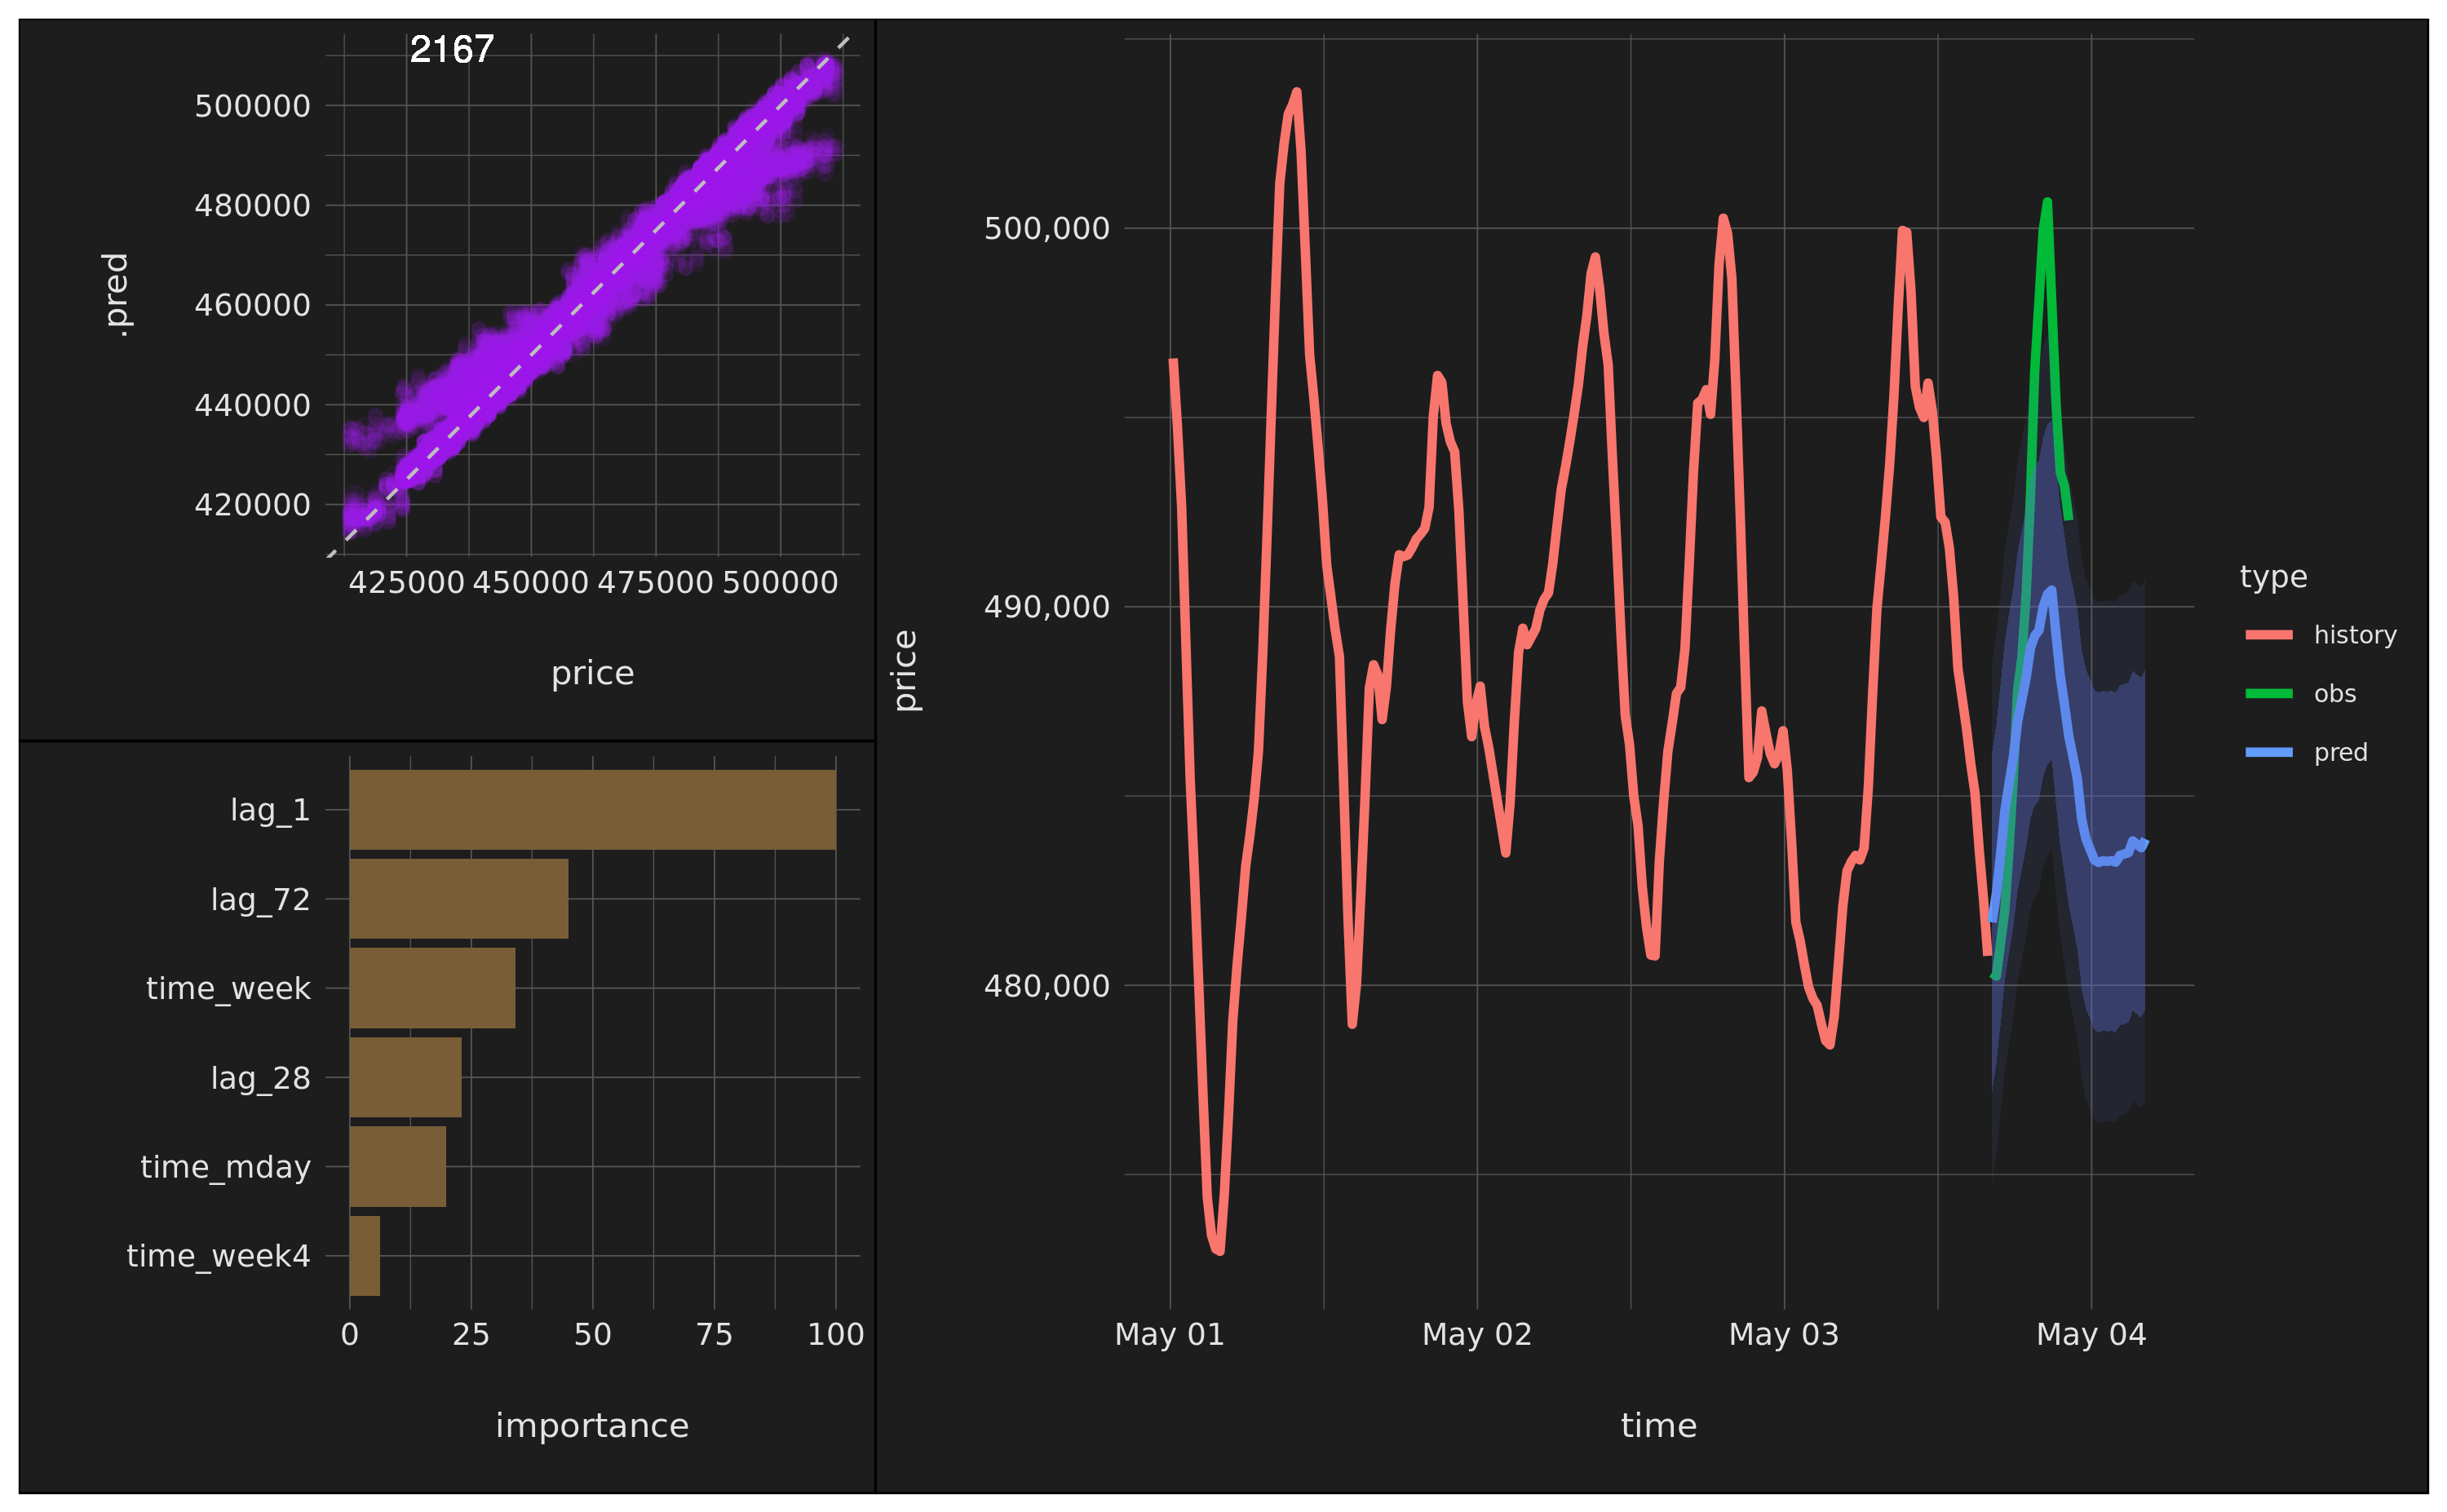 2167
500000
480000
460000
440000
420000
.pred
425000 450000 475000 500000
price
lag_1
lag_72
time_week
lag_28
time_mday
time_week4
0 25 50 75 100
importance
500,000
490,000
480,000
price
May 01 May 02 May 03 May 04
time
type
history
obs
pred